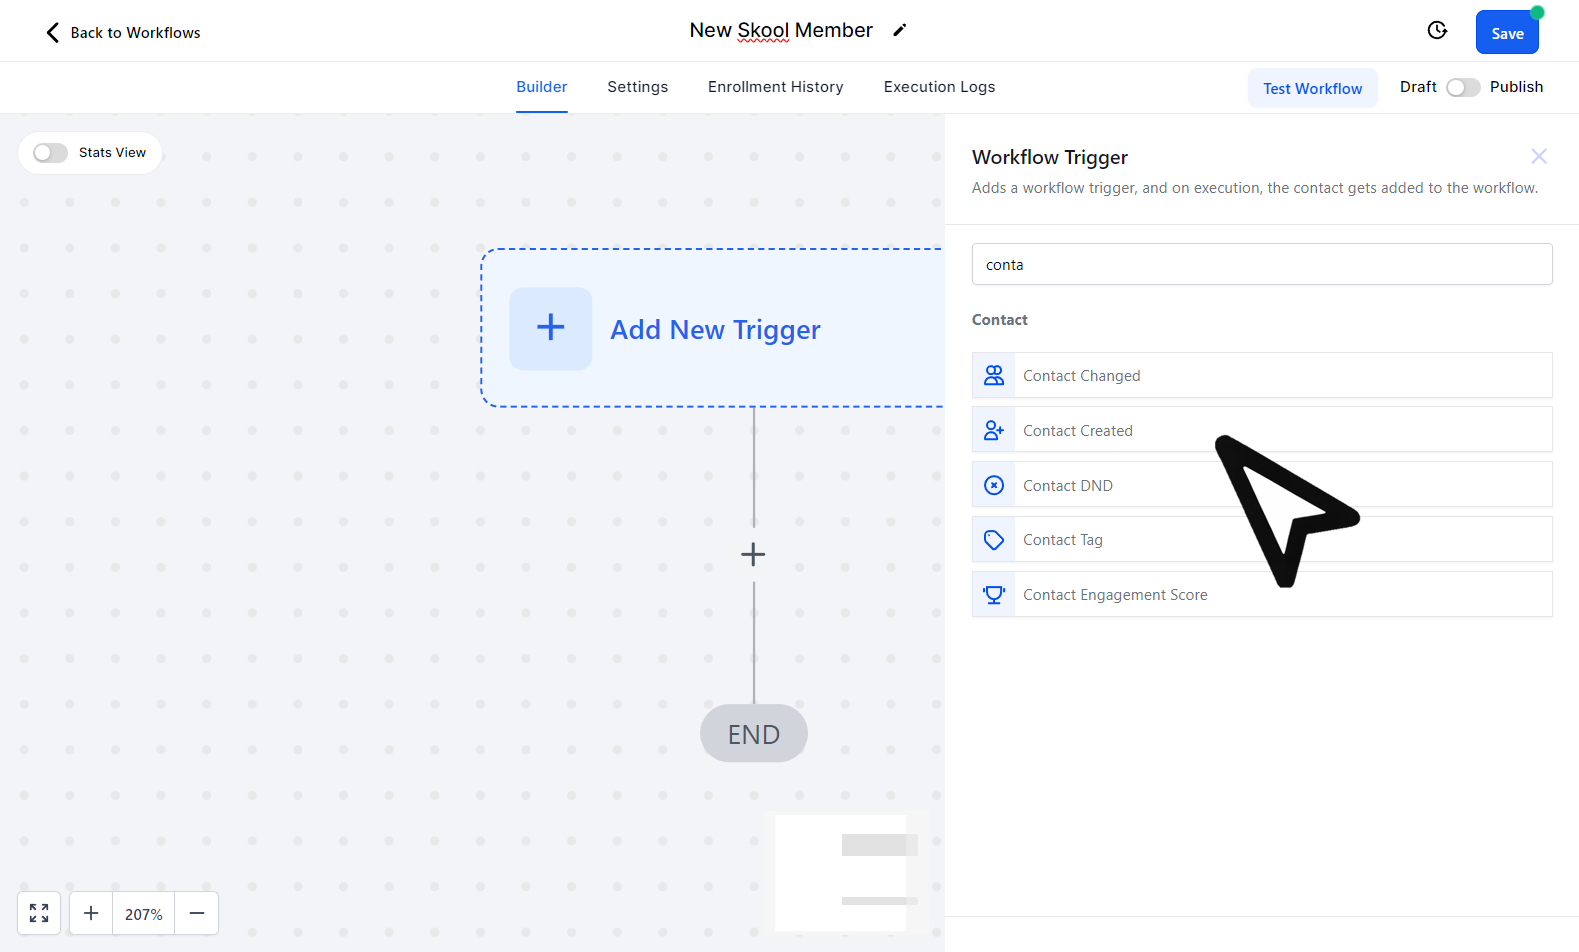 Back to Workflows
New Skool Member
Save
Builder
Settings
Enrollment History
Execution Logs
Test Workflow
Draft
Publish
Stats View
Workflow Trigger
Adds a workflow trigger, and on execution, the contact gets added to the workflow.
conta
Contact
Contact Changed
Contact Created
Contact DND
Contact Tag
Contact Engagement Score
Add New Trigger
END
207%